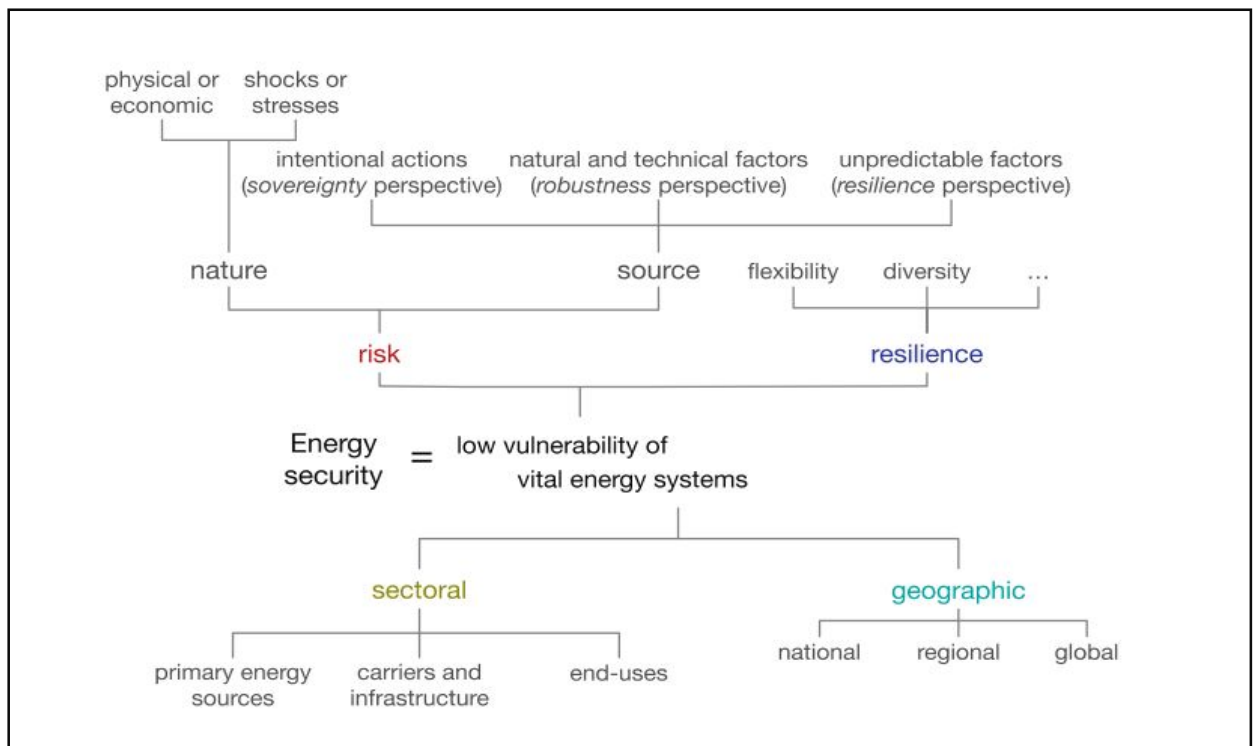 physical or
economic
shocks or
stresses
intentional actions
(sovereignty perspective)
natural and technical factors
(robustness perspective)
unpredictable factors
(resilience perspective)
nature
source
flexibility
diversity
...
risk
resilience
Energy
security
=
low vulnerability of
vital energy systems
sectoral
geographic
primary energy
sources
carriers and
infrastructure
end-uses
national
regional
global